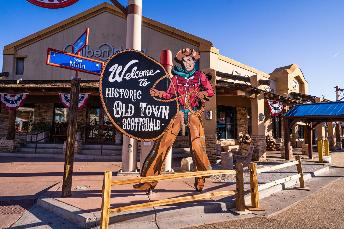 Main
Welcome
TO
HISTORIC
OLD TOWN
SCOTTSDALE